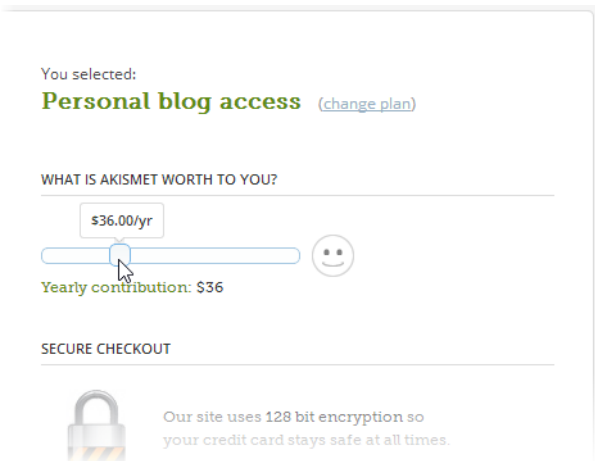 You selected:
Personal blog access (change plan)
WHAT IS AKISMET WORTH TO YOU?
$36.00/yr
Yearly contribution: $36
SECURE CHECKOUT
Our site uses 128 bit encryption so
your credit card stays safe at all times.